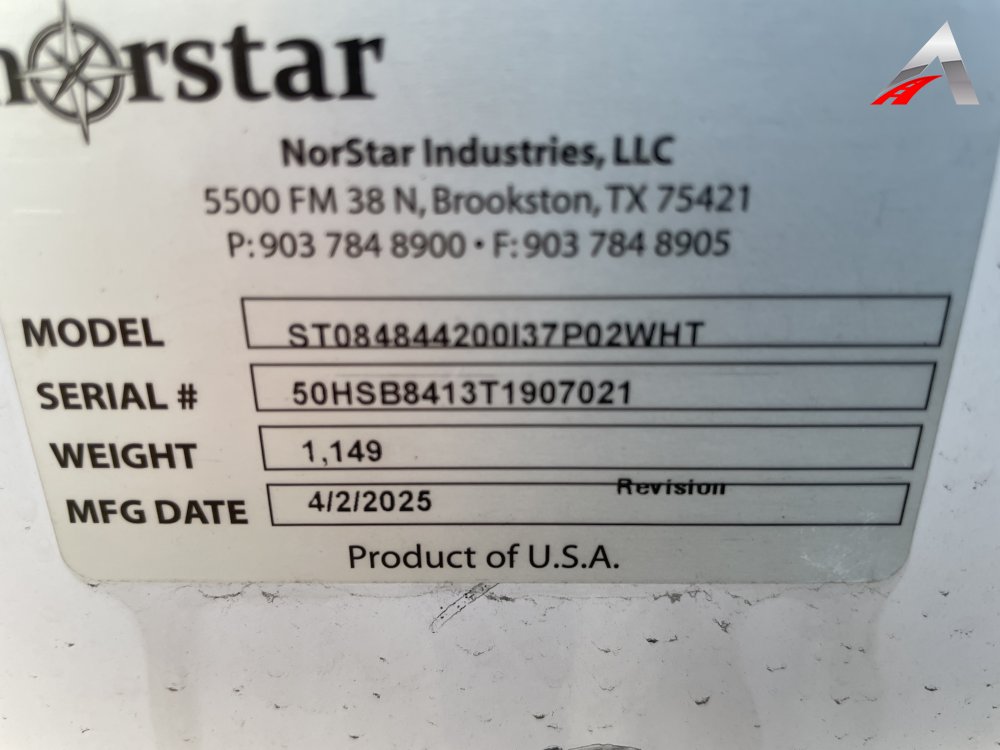 norstar
NorStar Industries, LLC
5500 FM 38 N, Brookston, TX 75421
P: 903 784 8900 • F: 903 784 8905
MODEL ST084844200I37P02WHT
SERIAL # 50HSB8413T1907021
WEIGHT 1,149
MFG DATE 4/2/2025 Revision
Product of U.S.A.